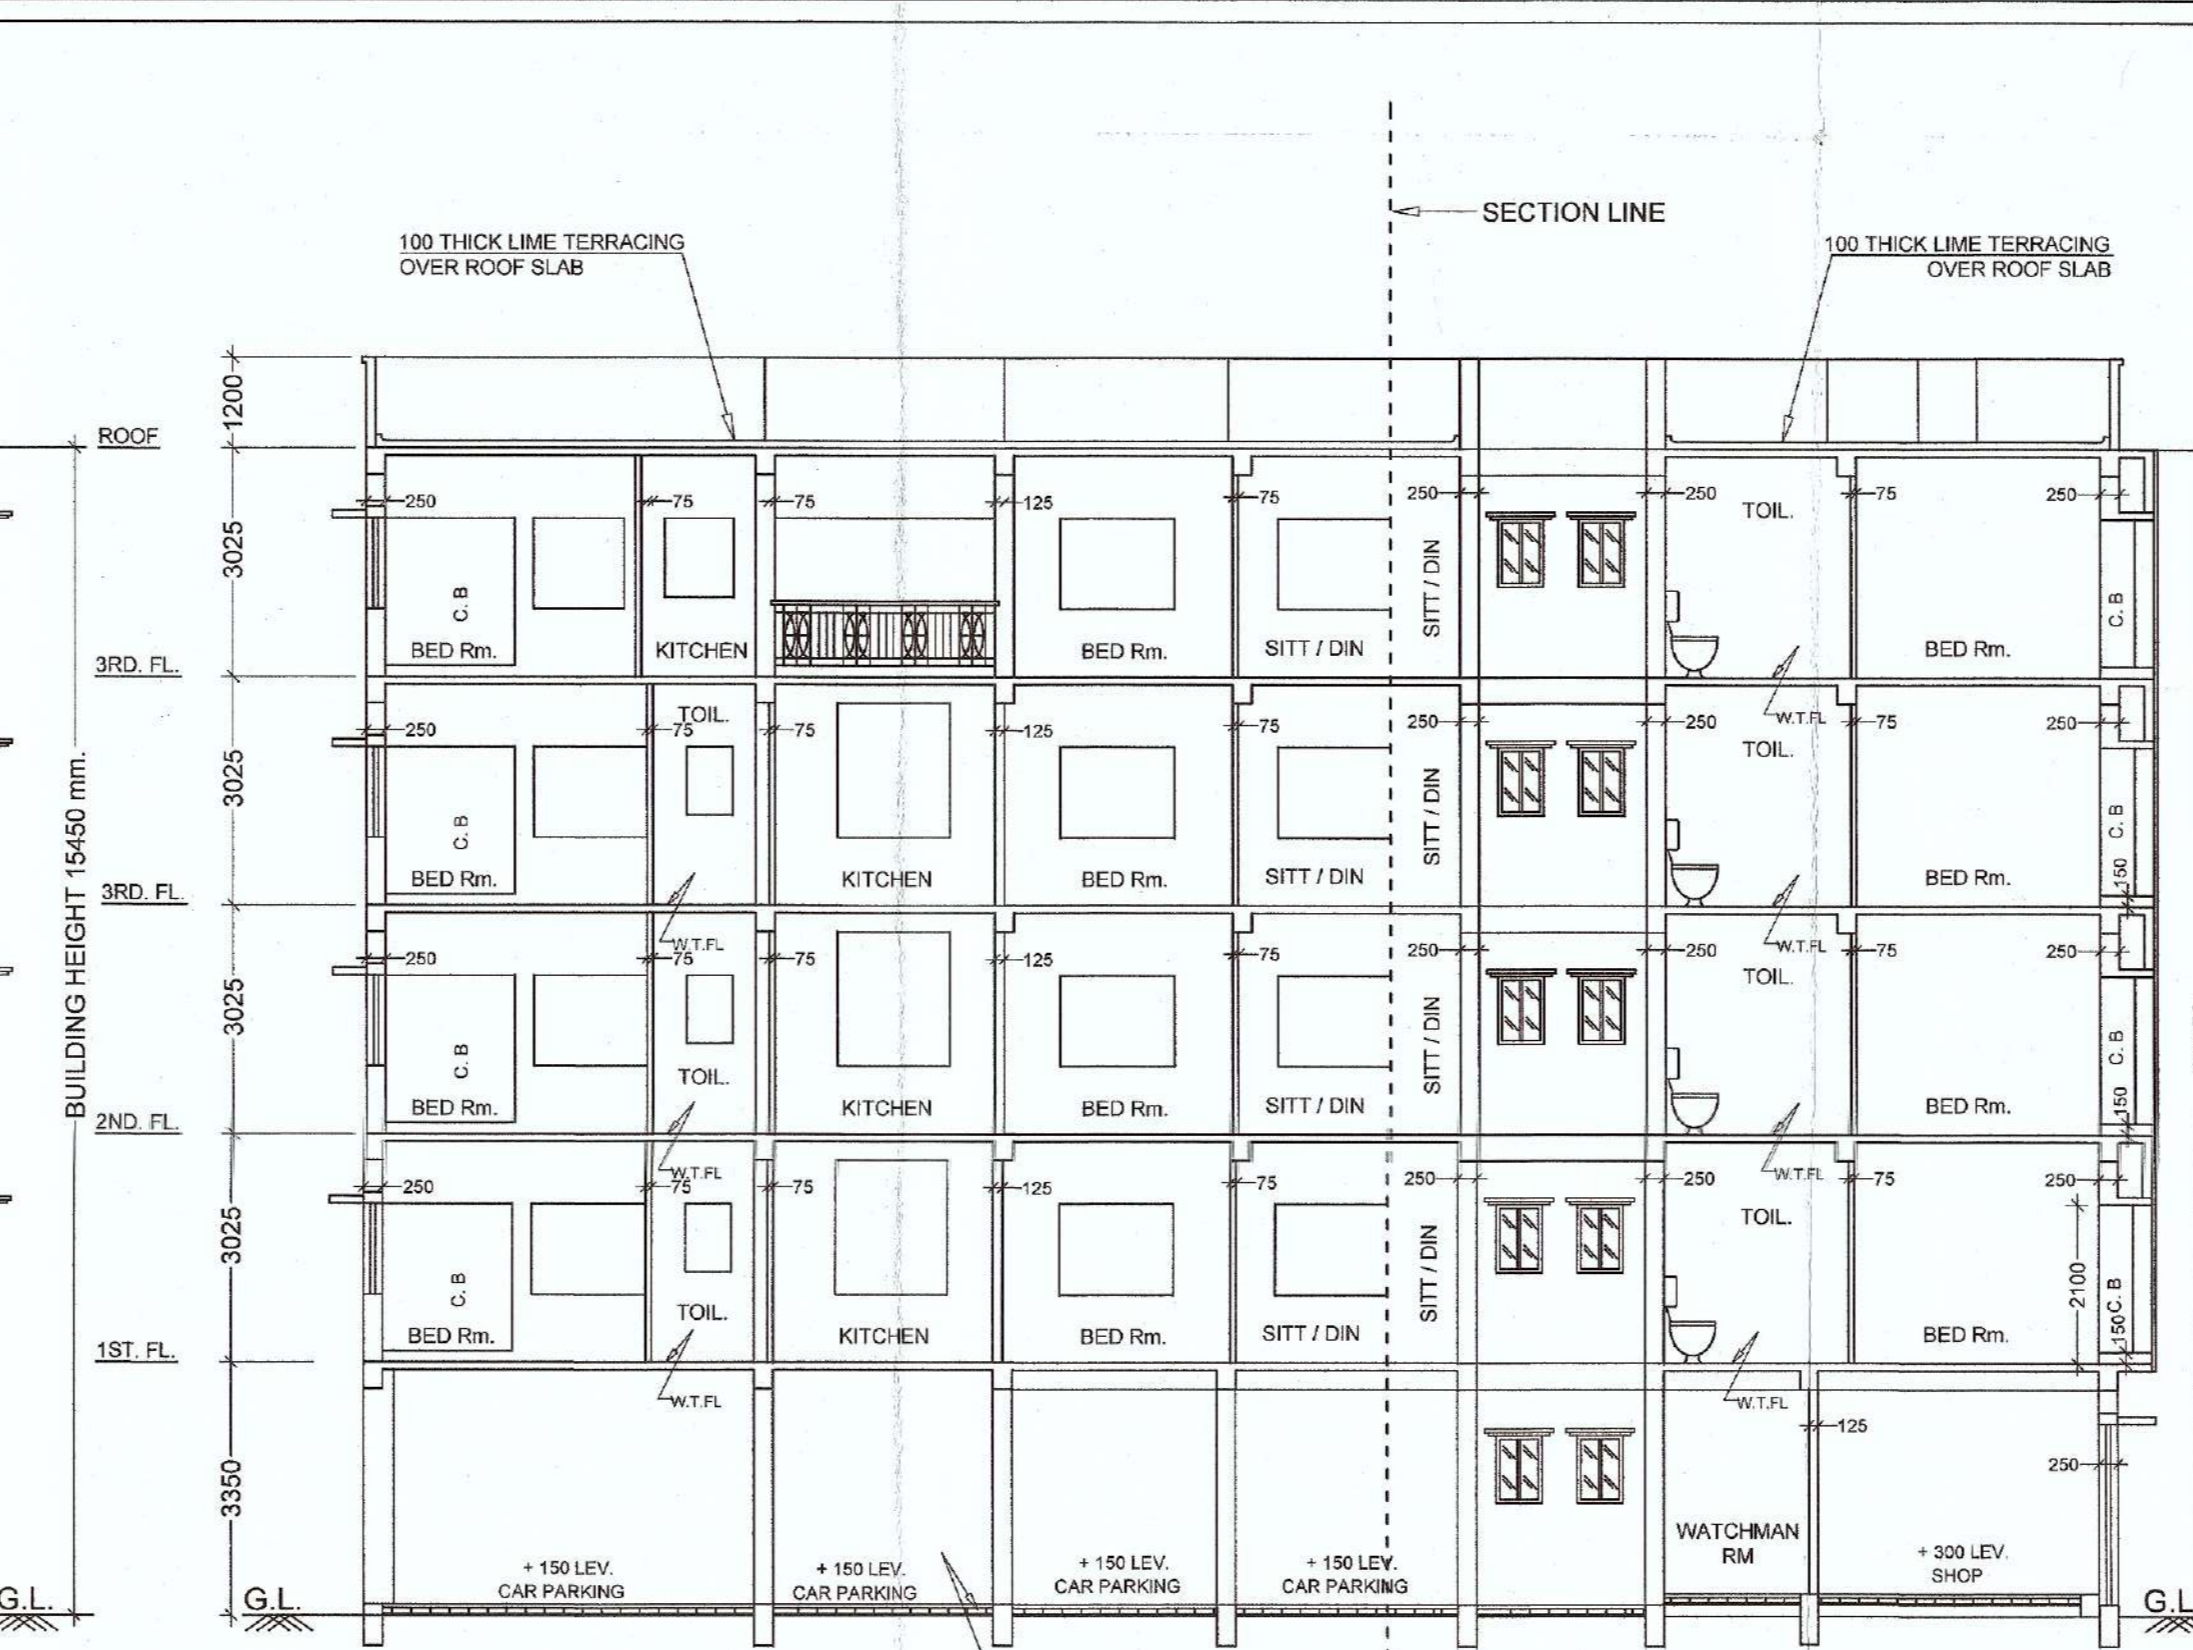 SECTION LINE
100 THICK LIME TERRACING
OVER ROOF SLAB
100 THICK LIME TERRACING
OVER ROOF SLAB
1200
ROOF
250
75
75
125
75
250
250
TOIL.
75
250
3025
C. B
SITT / DIN
C. B
BED Rm.
KITCHEN
BED Rm.
SITT / DIN
BED Rm.
3RD. FL.
W.T.FL
250
TOIL.
75
75
125
75
250
250
TOIL.
75
250
3025
C. B
SITT / DIN
C. B
150
BED Rm.
KITCHEN
BED Rm.
SITT / DIN
BED Rm.
3RD. FL.
W.T.FL
W.T.FL
BUILDING HEIGHT 15450 mm.
250
75
75
125
75
250
250
TOIL.
75
250
3025
C. B
TOIL.
SITT / DIN
C. B
150
BED Rm.
KITCHEN
BED Rm.
SITT / DIN
BED Rm.
2ND. FL.
W.T.FL
W.T.FL
250
75
75
125
75
250
250
TOIL.
75
250
3025
C. B
TOIL.
SITT / DIN
2100
150
C. B
BED Rm.
KITCHEN
BED Rm.
SITT / DIN
BED Rm.
1ST. FL.
W.T.FL
W.T.FL
125
250
3350
WATCHMAN
RM
+ 150 LEV.
CAR PARKING
+ 150 LEV.
CAR PARKING
+ 150 LEV.
CAR PARKING
+ 150 LEV.
CAR PARKING
+ 300 LEV.
SHOP
G.L.
G.L.
G.L